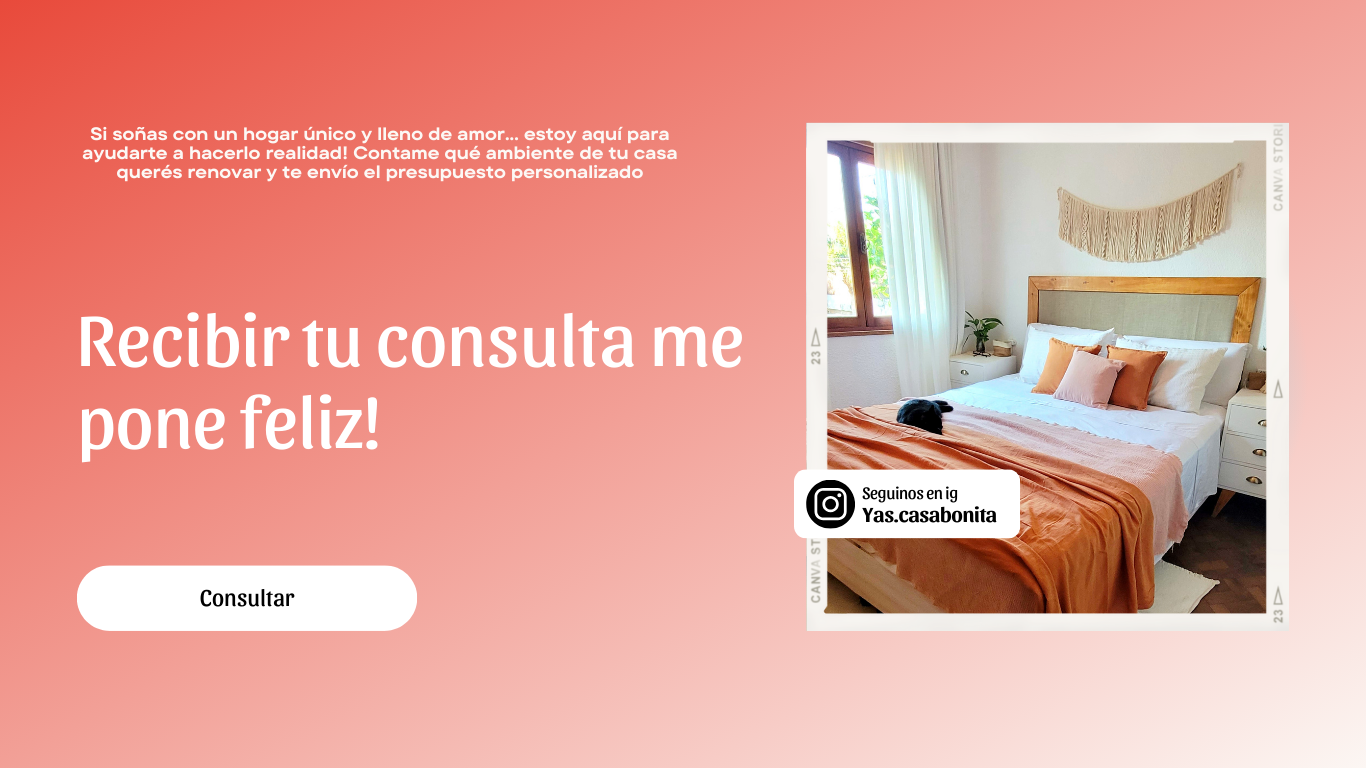 Si soñas con un hogar único y lleno de amor... estoy aquí para
ayudarte a hacerlo realidad! Contame qué ambiente de tu casa
querés renovar y te envío el presupuesto personalizado
Recibir tu consulta me
pone feliz!
Consultar
CANVA STORI
23
Seguinos en ig
Yas.casabonita
CANVA ST
23